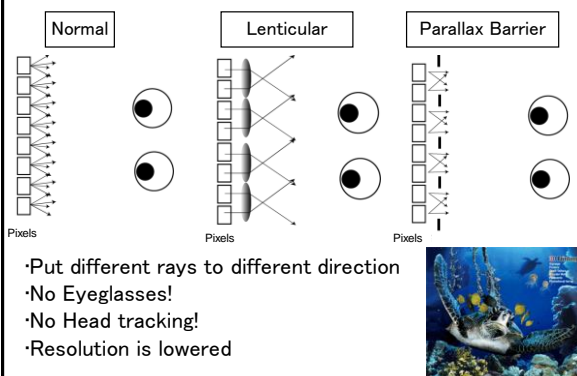 Normal
Lenticular
Parallax Barrier
Pixels
Pixels
Pixels
・Put different rays to different direction
・No Eyeglasses!
・No Head tracking!
・Resolution is lowered